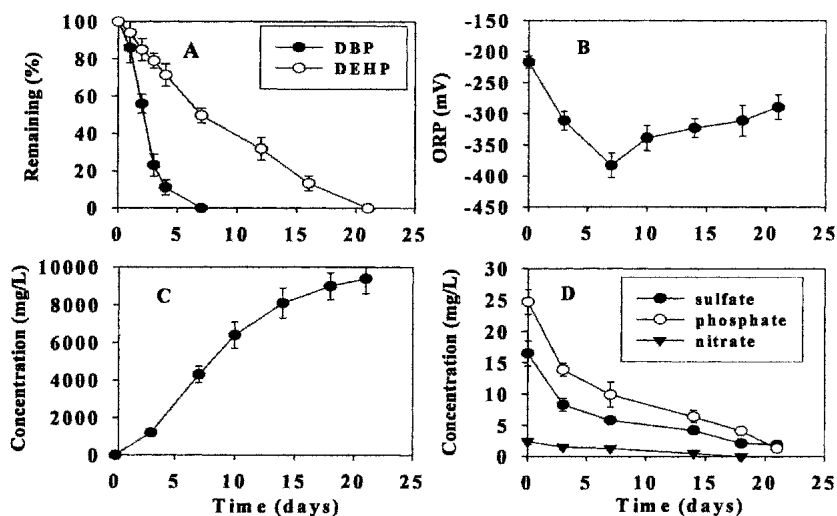 A
DBP
DEHP
Remaining (%)
100
80
60
40
20
0
0 5 10 15 20 25
B
ORP (mV)
-150
-200
-250
-300
-350
-400
-450
0 5 10 15 20 25
C
Concentration (mg/L)
10000
8000
6000
4000
2000
0
0 5 10 15 20 25
Time (days)
D
sulfate
phosphate
nitrate
Concentration (mg/L)
30
25
20
15
10
5
0
0 5 10 15 20 25
Time (days)